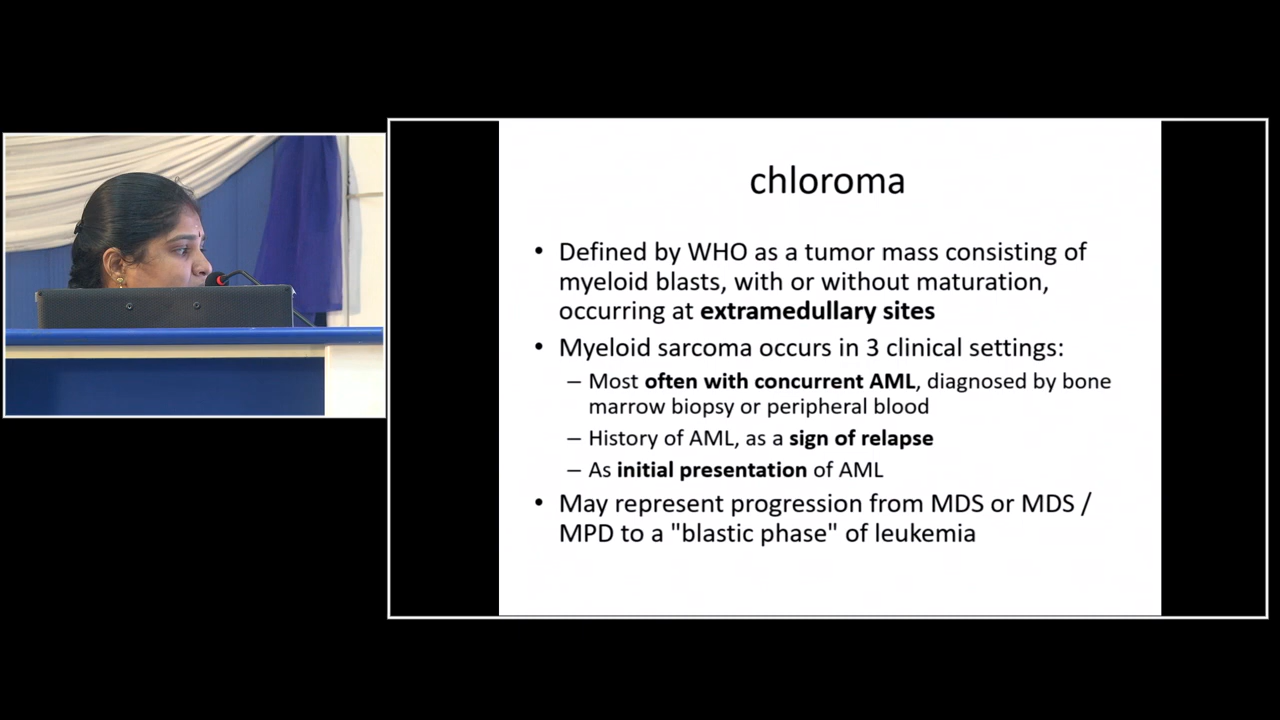 chloroma
• Defined by WHO as a tumor mass consisting of
myeloid blasts, with or without maturation,
occurring at extramedullary sites
• Myeloid sarcoma occurs in 3 clinical settings:
– Most often with concurrent AML, diagnosed by bone
marrow biopsy or peripheral blood
– History of AML, as a sign of relapse
– As initial presentation of AML
• May represent progression from MDS or MDS /
MPD to a "blastic phase" of leukemia